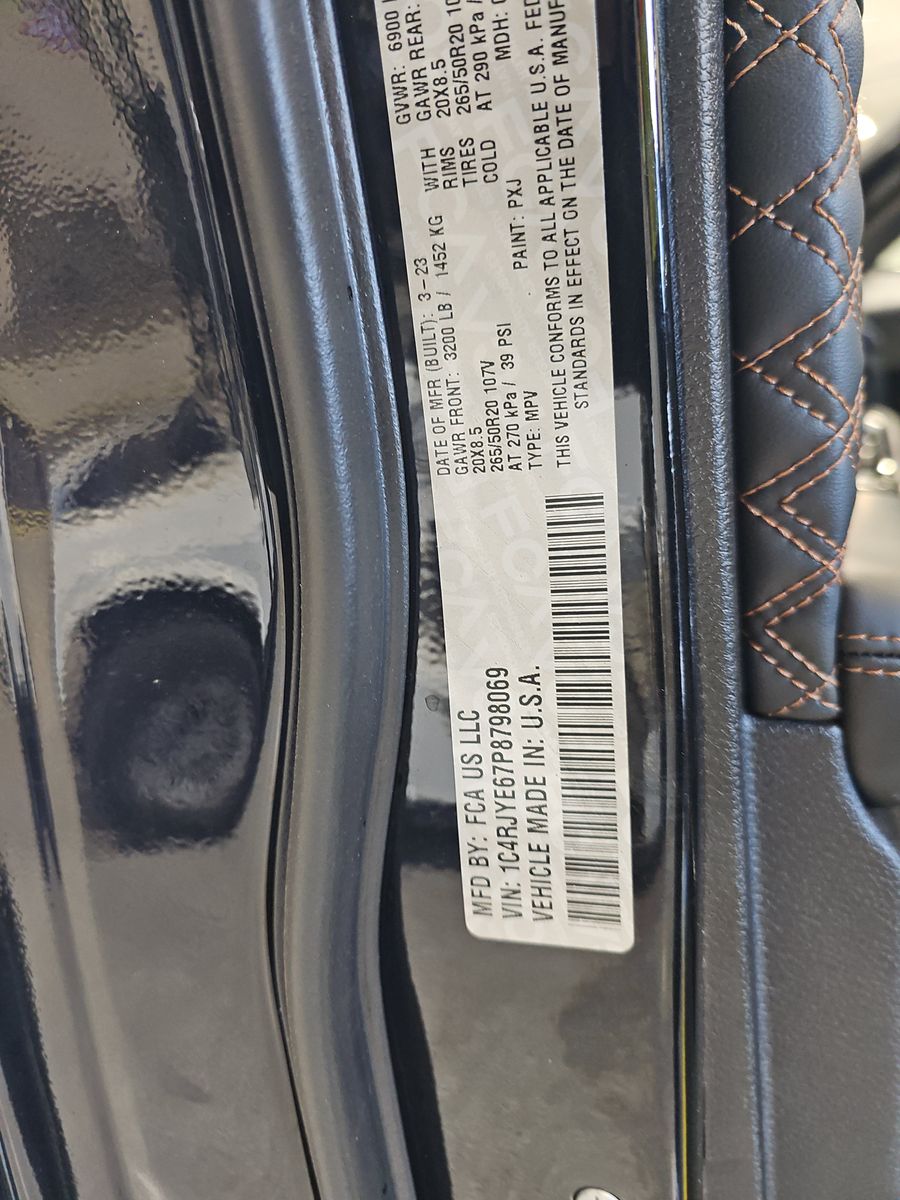 MFD BY: FCA US LLC
VIN: 1C4RJYE67P8798069
VEHICLE MADE IN: U.S.A.
DATE OF MFR (BUILT): 3-23
GVWR: 6900
GAWR FRONT: 3200 LB / 1452 KG WITH GAWR REAR:
20X8.5 RIMS 20X8.5
265/50R20 107V TIRES 265/50R20
AT 270 kPa / 39 PSI COLD AT 290 kPa /
TYPE: MPV PAINT: PXJ MDH:
THIS VEHICLE CONFORMS TO ALL APPLICABLE U.S.A.
STANDARDS IN EFFECT ON THE DATE OF